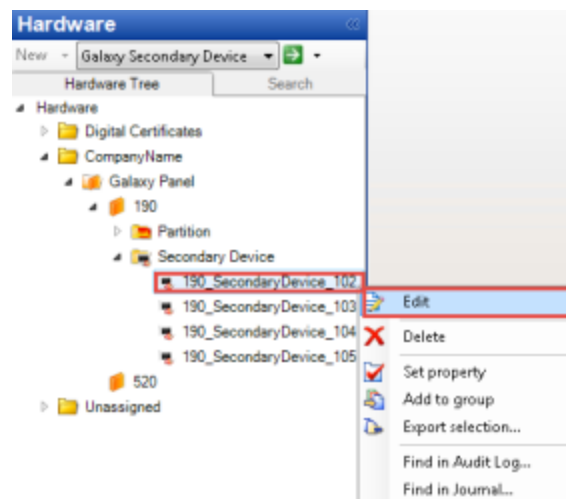 Hardware
New Galaxy Secondary Device
Hardware Tree Search
Hardware
Digital Certificates
CompanyName
Galaxy Panel
190
Partition
Secondary Device
190_SecondaryDevice_102
190_SecondaryDevice_103
190_SecondaryDevice_104
190_SecondaryDevice_105
520
Unassigned
Edit
Delete
Set property
Add to group
Export selection...
Find in Audit Log...
Find in Journal...